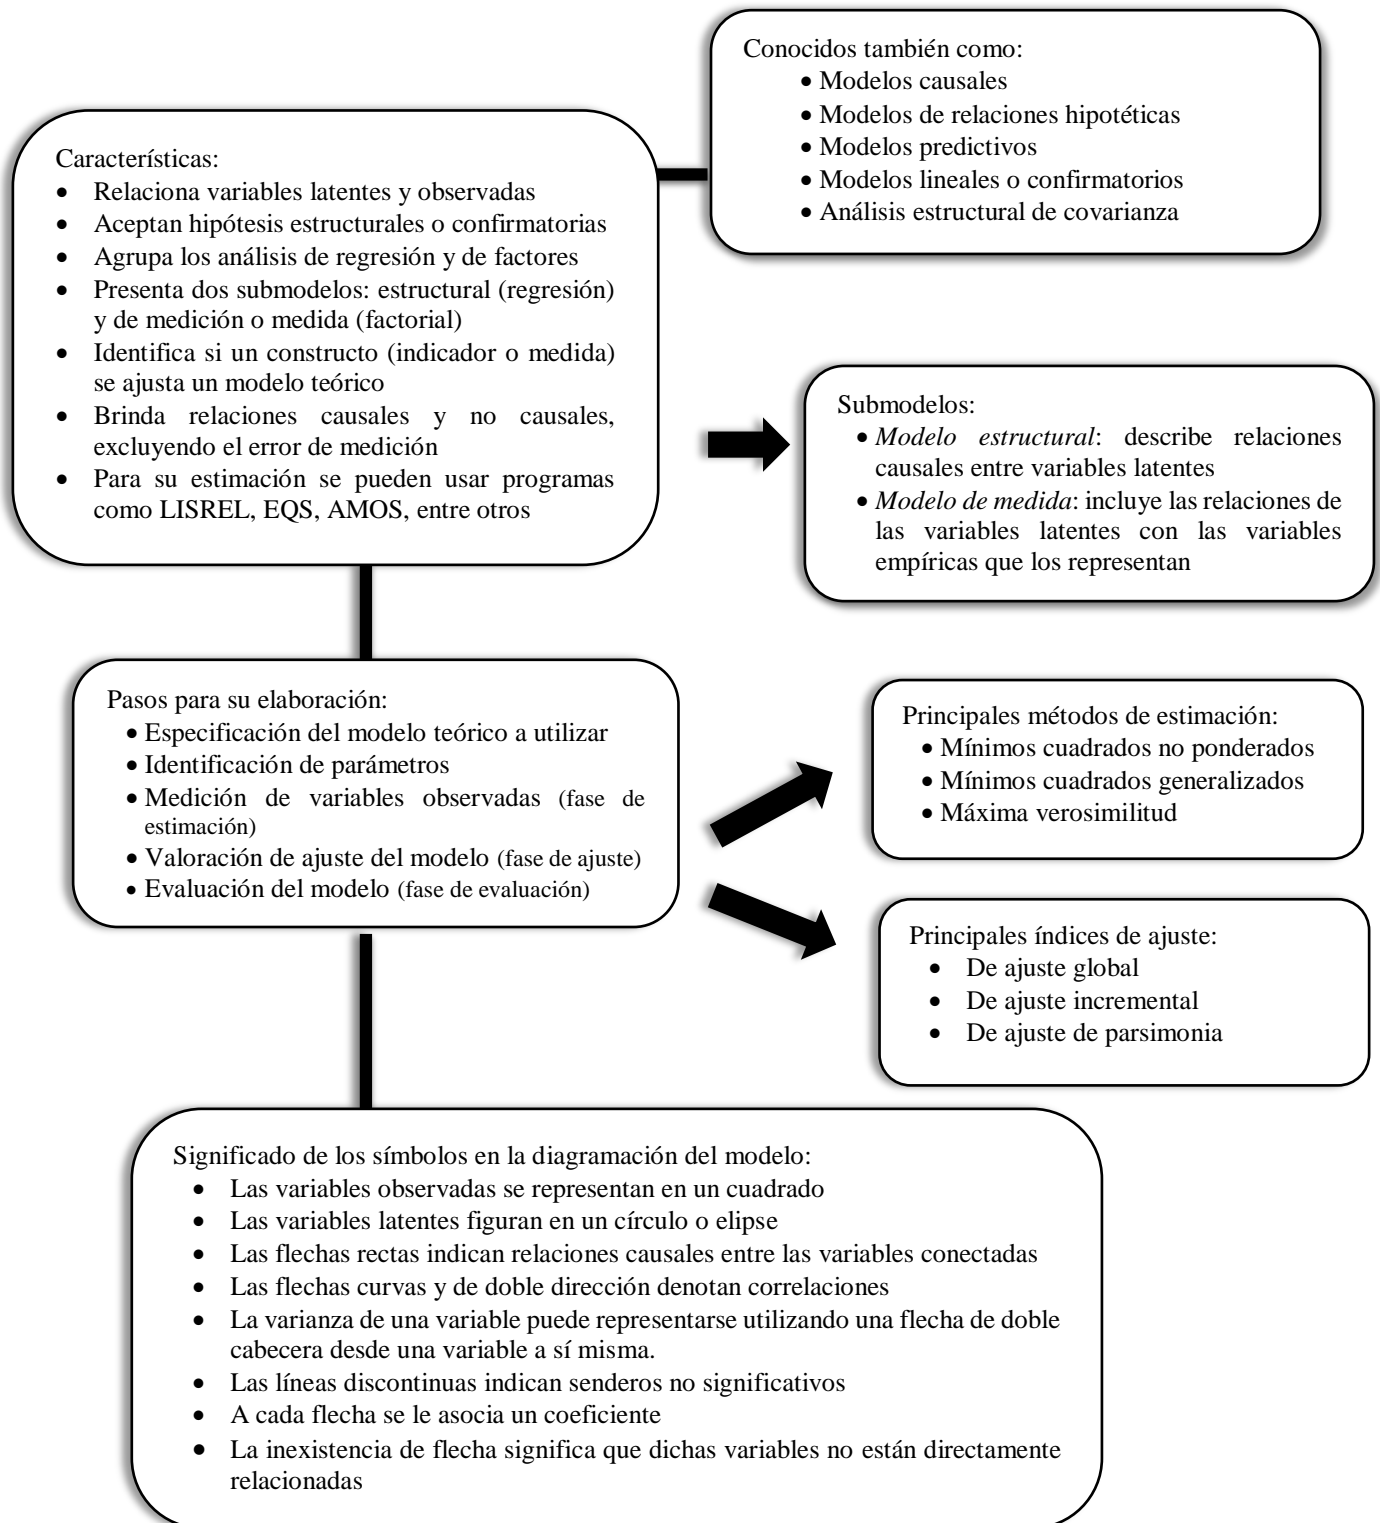 Conocidos también como:
• Modelos causales
• Modelos de relaciones hipotéticas
• Modelos predictivos
• Modelos lineales o confirmatorios
• Análisis estructural de covarianza
Características:
• Relaciona variables latentes y observadas
• Aceptan hipótesis estructurales o confirmatorias
• Agrupa los análisis de regresión y de factores
• Presenta dos submodelos: estructural (regresión)
y de medición o medida (factorial)
• Identifica si un constructo (indicador o medida)
se ajusta un modelo teórico
• Brinda relaciones causales y no causales,
excluyendo el error de medición
• Para su estimación se pueden usar programas
como LISREL, EQS, AMOS, entre otros
Submodelos:
• Modelo estructural: describe relaciones
causales entre variables latentes
• Modelo de medida: incluye las relaciones de
las variables latentes con las variables
empíricas que los representan
Pasos para su elaboración:
• Especificación del modelo teórico a utilizar
• Identificación de parámetros
• Medición de variables observadas (fase de
estimación)
• Valoración de ajuste del modelo (fase de ajuste)
• Evaluación del modelo (fase de evaluación)
Principales métodos de estimación:
• Mínimos cuadrados no ponderados
• Mínimos cuadrados generalizados
• Máxima verosimilitud
Principales índices de ajuste:
• De ajuste global
• De ajuste incremental
• De ajuste de parsimonia
Significado de los símbolos en la diagramación del modelo:
• Las variables observadas se representan en un cuadrado
• Las variables latentes figuran en un círculo o elipse
• Las flechas rectas indican relaciones causales entre las variables conectadas
• Las flechas curvas y de doble dirección denotan correlaciones
• La varianza de una variable puede representarse utilizando una flecha de doble
cabecera desde una variable a sí misma.
• Las líneas discontinuas indican senderos no significativos
• A cada flecha se le asocia un coeficiente
• La inexistencia de flecha significa que dichas variables no están directamente
relacionadas